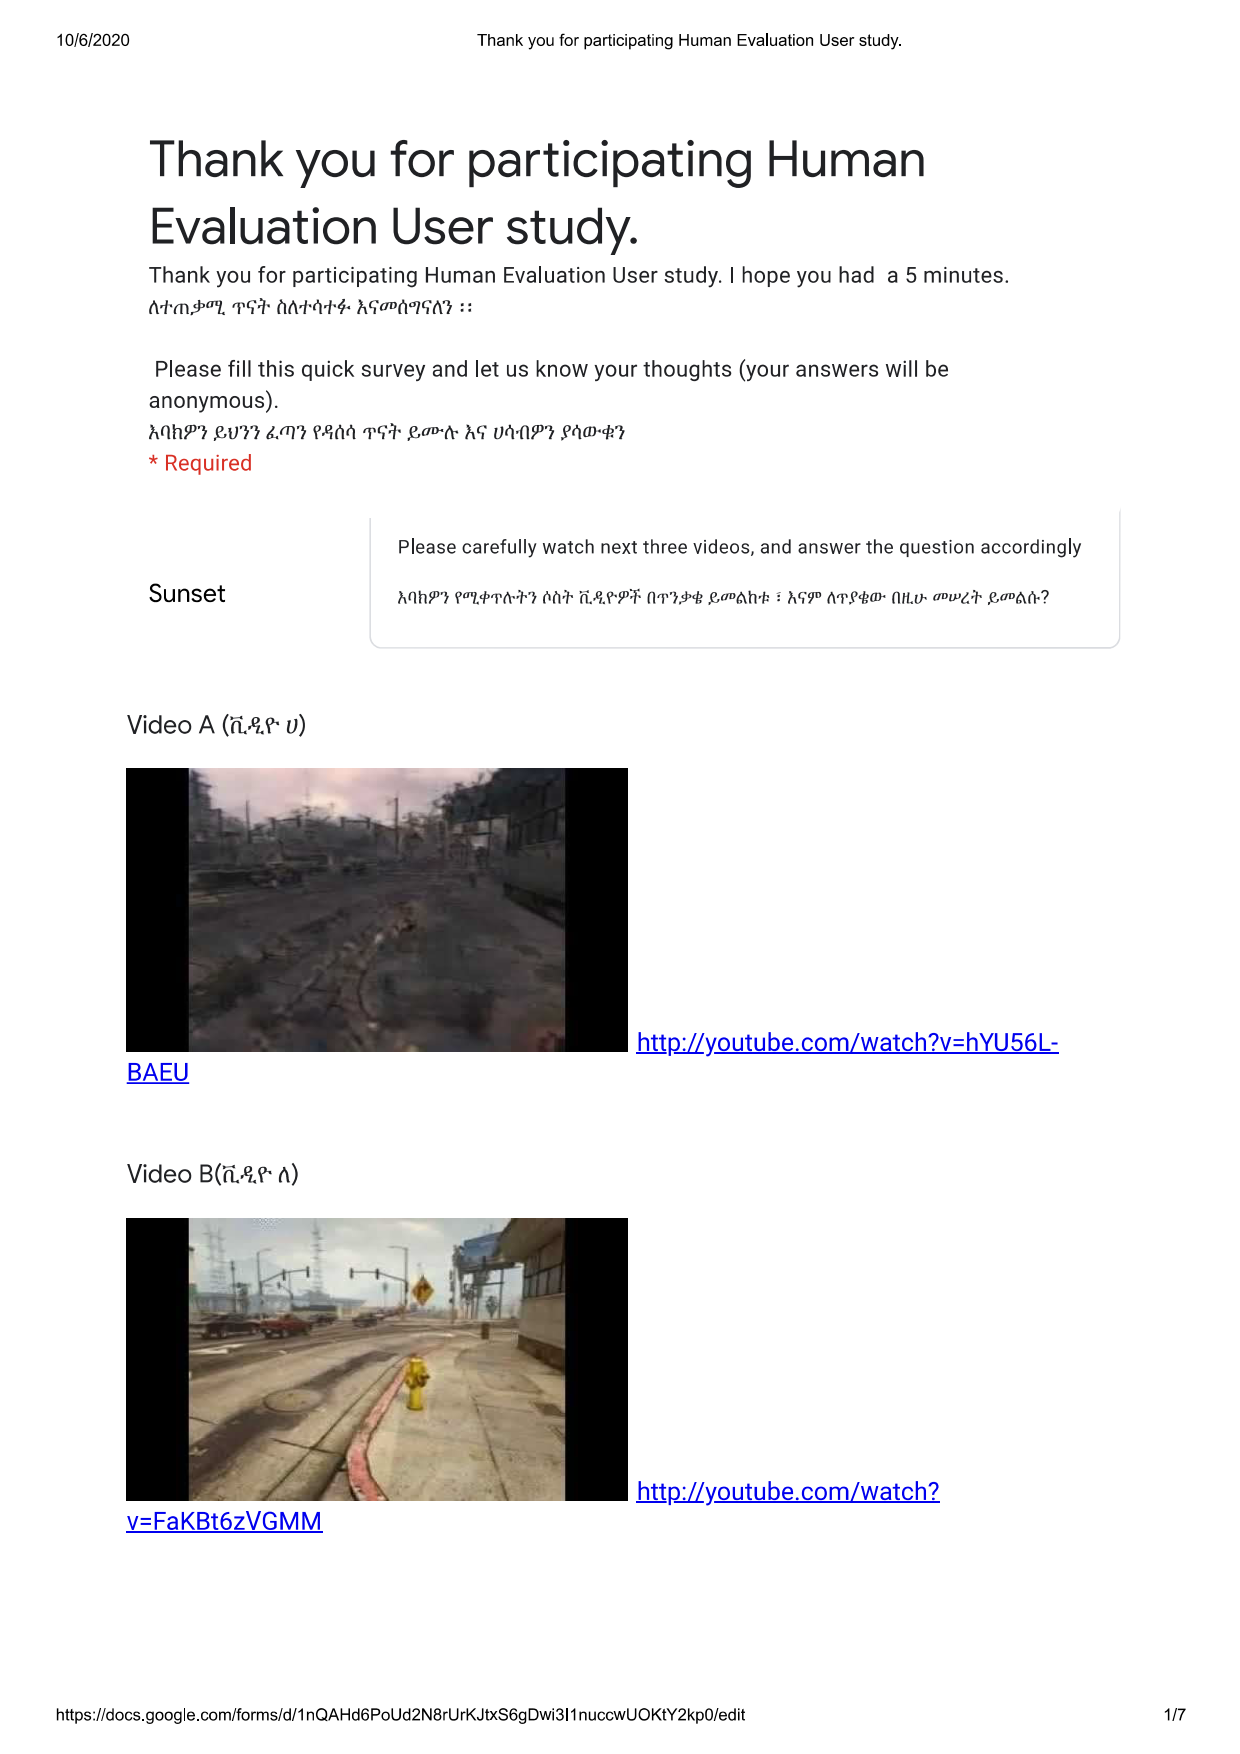 10/6/2020 Thank you for participating Human Evaluation User study.
Thank you for participating Human
Evaluation User study.
Thank you for participating Human Evaluation User study. I hope you had  a 5 minutes.
ለተጠቃሚ ጥናት ስለተሳተፉ እናመሰግናለን ፡፡
Please fill this quick survey and let us know your thoughts (your answers will be
anonymous).
እባክዎን ይህንን ፈጣን የዳሰሳ ጥናት ይሙሉ እና ሀሳብዎን ያሳውቁን
* Required
Please carefully watch next three videos, and answer the question accordingly
Sunset
እባክዎን የሚቀጥሉትን ሶስት ቪዲዮዎች በጥንቃቄ ይመልከቱ ፣ እናም ለጥያቄው በዚሁ መሠረት ይመልሱ?
Video A (ቪዲዮ ሀ)
http://youtube.com/watch?v=hYU56L-
BAEU
Video B(ቪዲዮ ለ)
http://youtube.com/watch?
v=FaKBt6zVGMM
https://docs.google.com/forms/d/1nQAHd6PoUd2N8rUrKJtxS6gDwi3I1nuccwUOKtY2kp0/edit 1/7